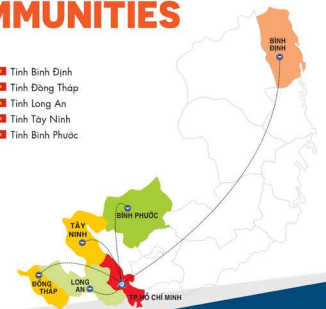 MMUNITIES
BÌNH
ĐỊNH
Tỉnh Bình Định
Tỉnh Đồng Tháp
Tỉnh Long An
Tỉnh Tây Ninh
Tỉnh Bình Phước
BÌNH PHƯỚC
TÂY
NINH
ĐỒNG
THÁP
LONG
AN
TP HỒ CHÍ MINH